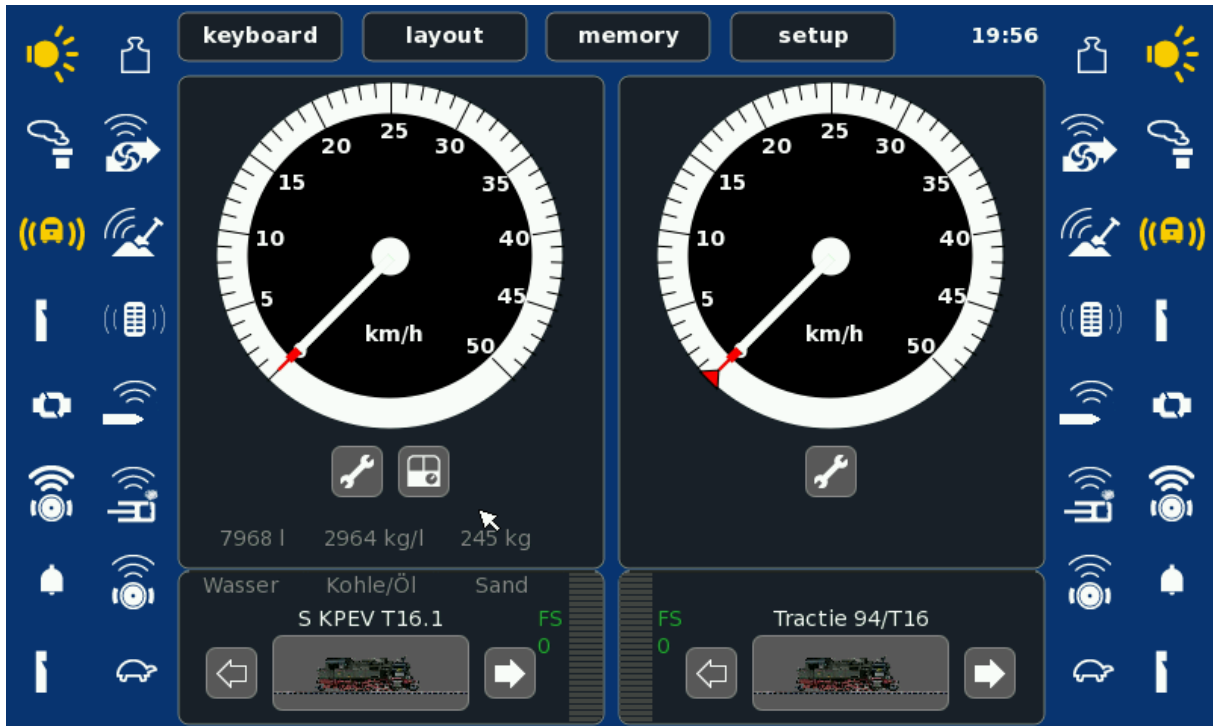 keyboard layout memory setup 19:56
25
20 30
15 35
10 40
5 45
km/h 50
25
20 30
15 35
10 40
5 45
km/h 50
7968 l 2964 kg/l 245 kg
Wasser Kohle/Öl Sand
S KPEV T16.1 FS
0
FS Tractie 94/T16
0